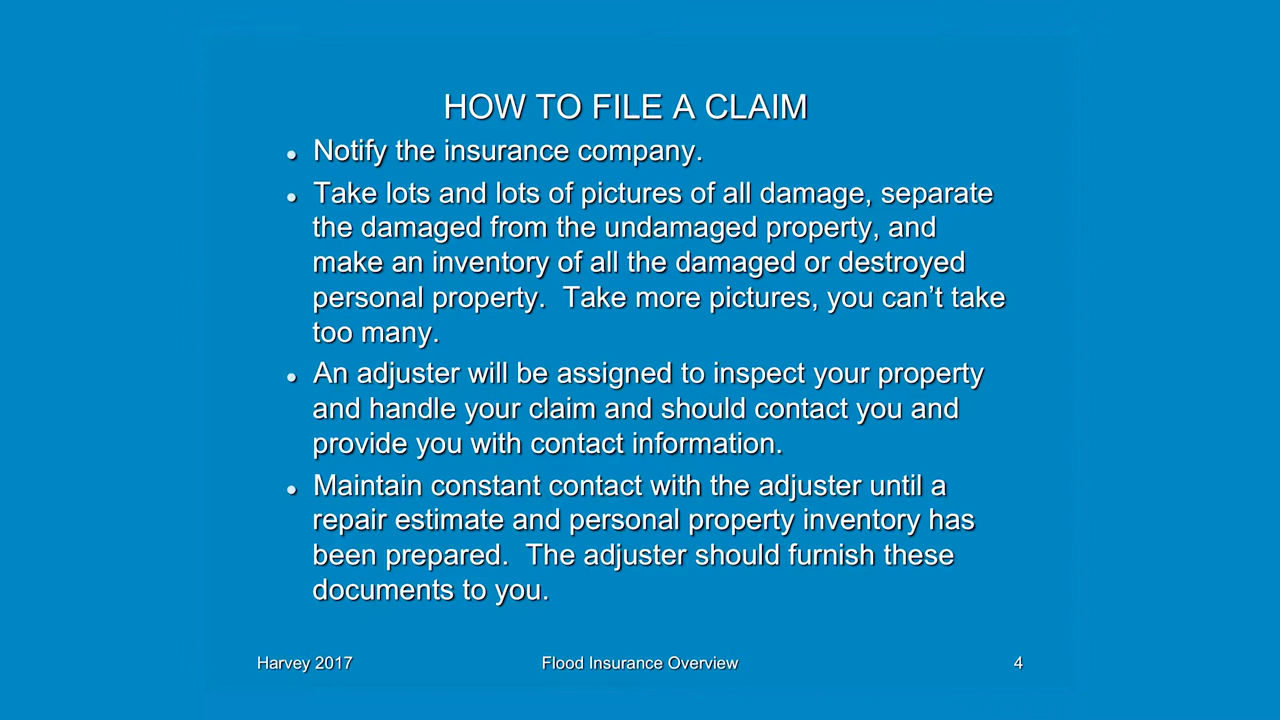 HOW TO FILE A CLAIM
● Notify the insurance company.
● Take lots and lots of pictures of all damage, separate
the damaged from the undamaged property, and
make an inventory of all the damaged or destroyed
personal property.  Take more pictures, you can’t take
too many.
● An adjuster will be assigned to inspect your property
and handle your claim and should contact you and
provide you with contact information.
● Maintain constant contact with the adjuster until a
repair estimate and personal property inventory has
been prepared.  The adjuster should furnish these
documents to you.
Harvey 2017 Flood Insurance Overview 4